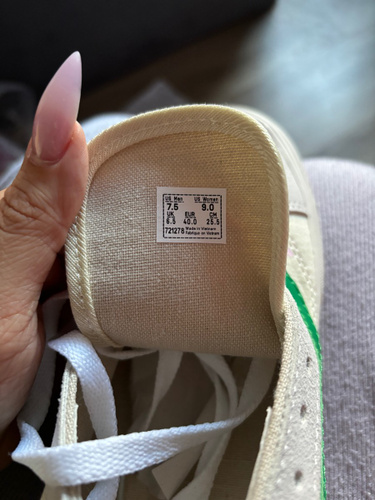 US Men US Women
7.5 9.0
UK EUR CM
6.5 40.0 25.5
721278 Made in Vietnam
Fabriqué au Vietnam